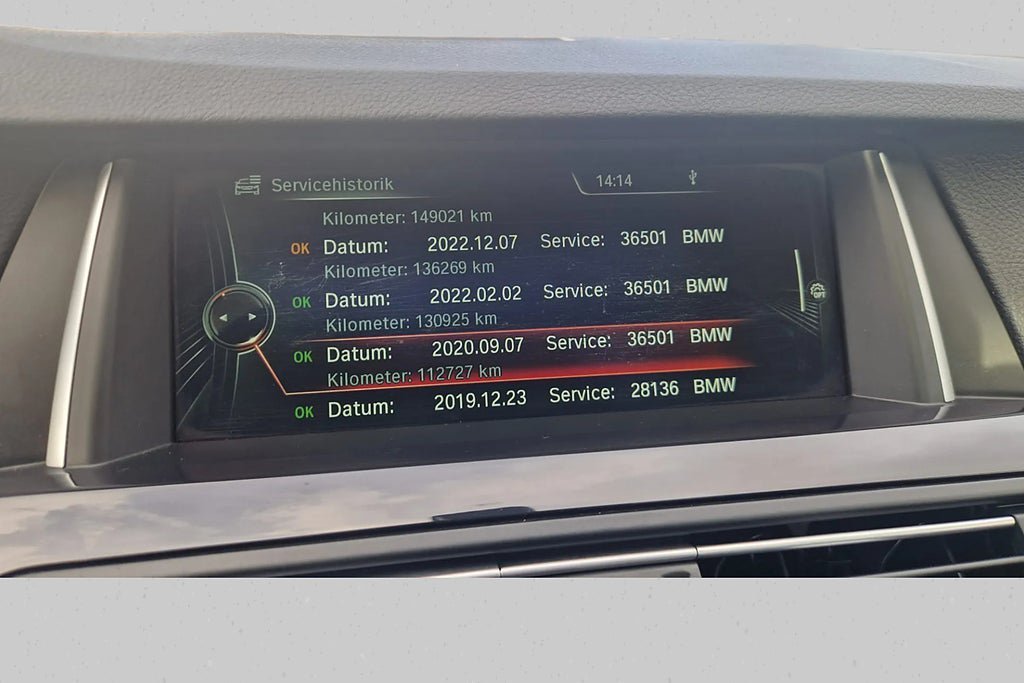 Servicehistorik 14:14
Kilometer: 149021 km
OK Datum: 2022.12.07 Service: 36501 BMW
Kilometer: 136269 km
OK Datum: 2022.02.02 Service: 36501 BMW
Kilometer: 130925 km
OK Datum: 2020.09.07 Service: 36501 BMW
Kilometer: 112727 km
OK Datum: 2019.12.23 Service: 28136 BMW
OPT